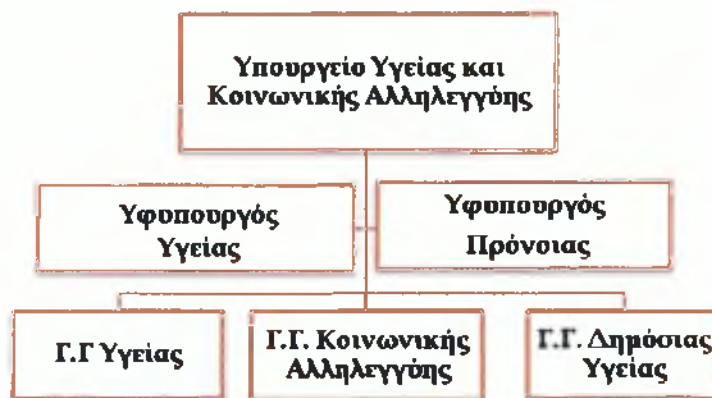 Υπουργείο Υγείας και
Κοινωνικής Αλληλεγγύης
Υφυπουργός
Υγείας
Υφυπουργός
Πρόνοιας
Γ.Γ Υγείας
Γ.Γ. Κοινωνικής
Αλληλεγγύης
Γ.Γ. Δημόσιας
Υγείας